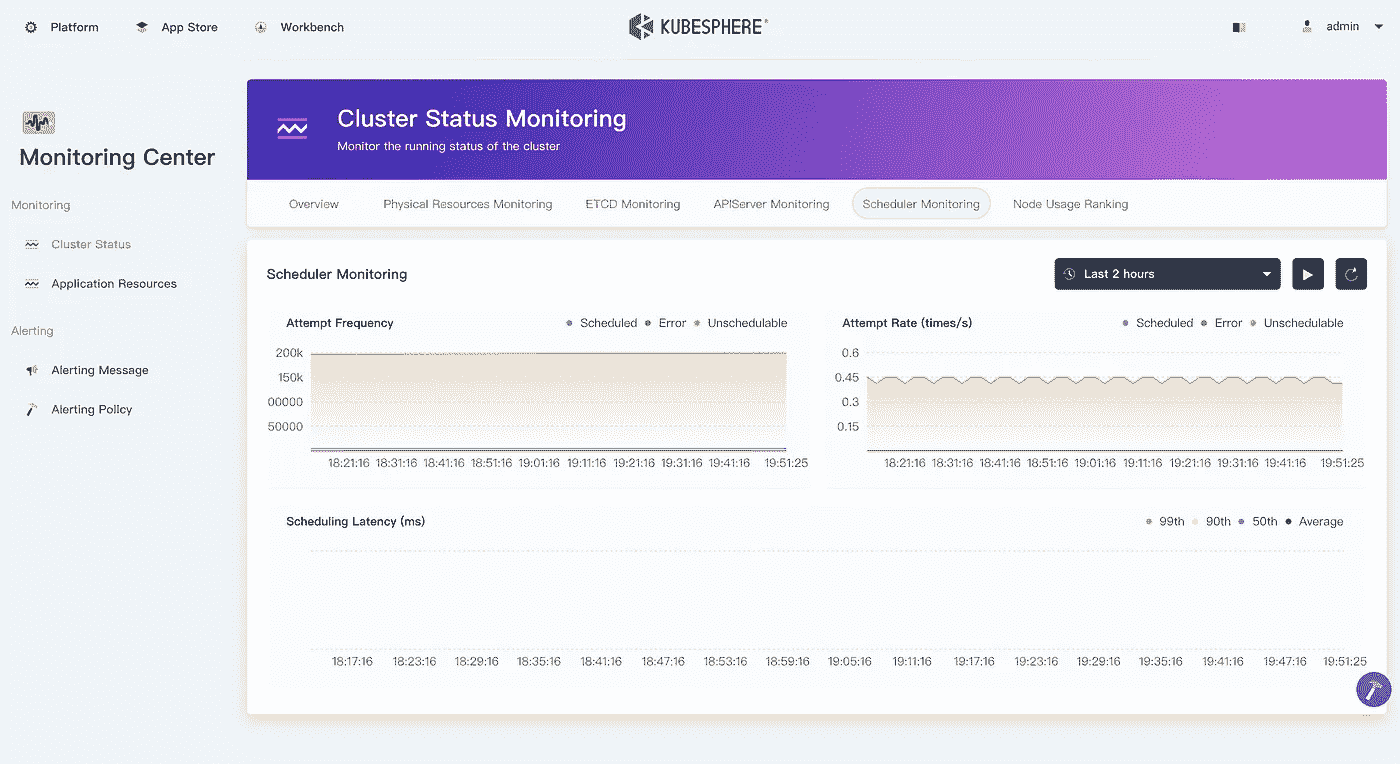 Platform App Store Workbench KUBESPHERE® admin
Monitoring Center
Monitoring
Cluster Status
Application Resources
Alerting
Alerting Message
Alerting Policy
Cluster Status Monitoring
Monitor the running status of the cluster
Overview Physical Resources Monitoring ETCD Monitoring APIServer Monitoring Scheduler Monitoring Node Usage Ranking
Scheduler Monitoring Last 2 hours
Attempt Frequency Scheduled Error Unschedulable
200k
150k
00000
50000
18:21:16 18:31:16 18:41:16 18:51:16 19:01:16 19:11:16 19:21:16 19:31:16 19:41:16 19:51:25
Attempt Rate (times/s) Scheduled Error Unschedulable
0.6
0.45
0.3
0.15
18:21:16 18:31:16 18:41:16 18:51:16 19:01:16 19:11:16 19:21:16 19:31:16 19:41:16 19:51:25
Scheduling Latency (ms) 99th 90th 50th Average
18:17:16 18:23:16 18:29:16 18:35:16 18:41:16 18:47:16 18:53:16 18:59:16 19:05:16 19:11:16 19:17:16 19:23:16 19:29:16 19:35:16 19:41:16 19:47:16 19:51:25